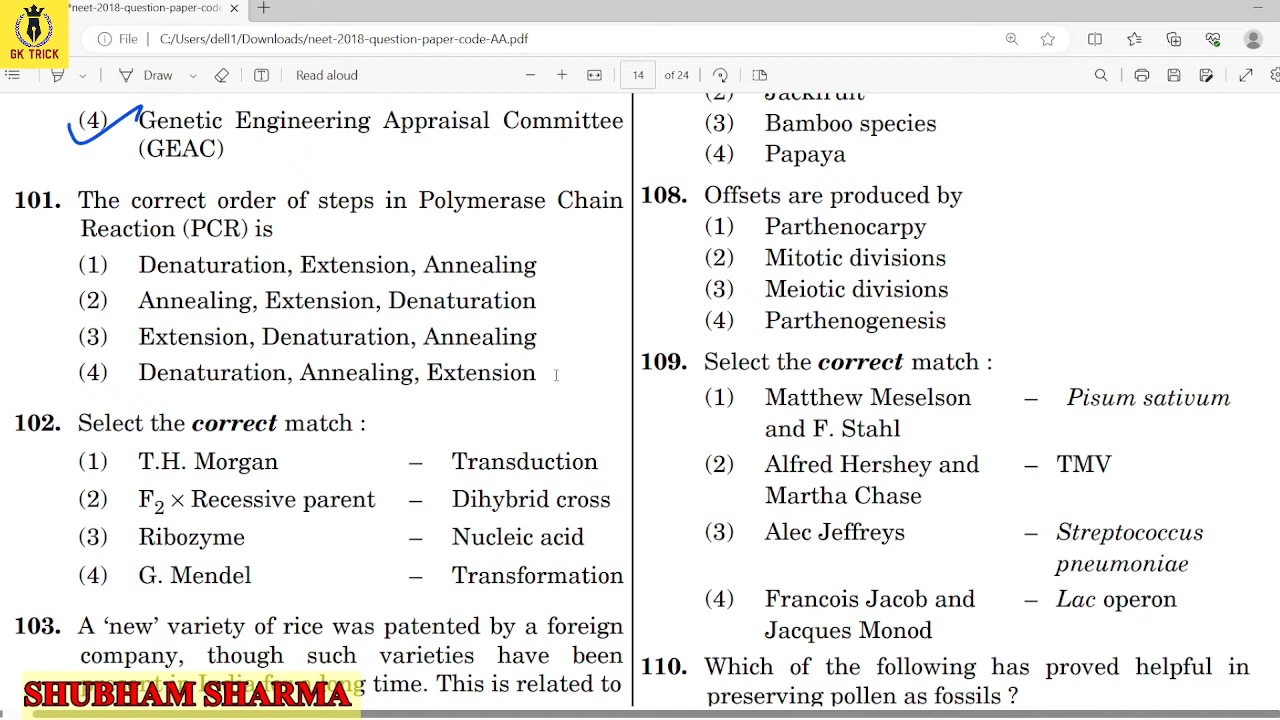 GK TRICK
*neet-2018-question-paper-code
File
C:/Users/dell1/Downloads/neet-2018-question-paper-code-AA.pdf
Draw
Read aloud
14
of 24
(4) Genetic Engineering Appraisal Committee
(GEAC)
101. The correct order of steps in Polymerase Chain
Reaction (PCR) is
(1) Denaturation, Extension, Annealing
(2) Annealing, Extension, Denaturation
(3) Extension, Denaturation, Annealing
(4) Denaturation, Annealing, Extension
102. Select the correct match :
(1) T.H. Morgan – Transduction
(2) F₂ × Recessive parent – Dihybrid cross
(3) Ribozyme – Nucleic acid
(4) G. Mendel – Transformation
103. A ‘new’ variety of rice was patented by a foreign
company, though such varieties have been
present in India for a long time. This is related to
SHUBHAM SHARMA
(2) Jackfruit
(3) Bamboo species
(4) Papaya
108. Offsets are produced by
(1) Parthenocarpy
(2) Mitotic divisions
(3) Meiotic divisions
(4) Parthenogenesis
109. Select the correct match :
(1) Matthew Meselson – Pisum sativum
and F. Stahl
(2) Alfred Hershey and – TMV
Martha Chase
(3) Alec Jeffreys – Streptococcus
pneumoniae
(4) Francois Jacob and – Lac operon
Jacques Monod
110. Which of the following has proved helpful in
preserving pollen as fossils ?